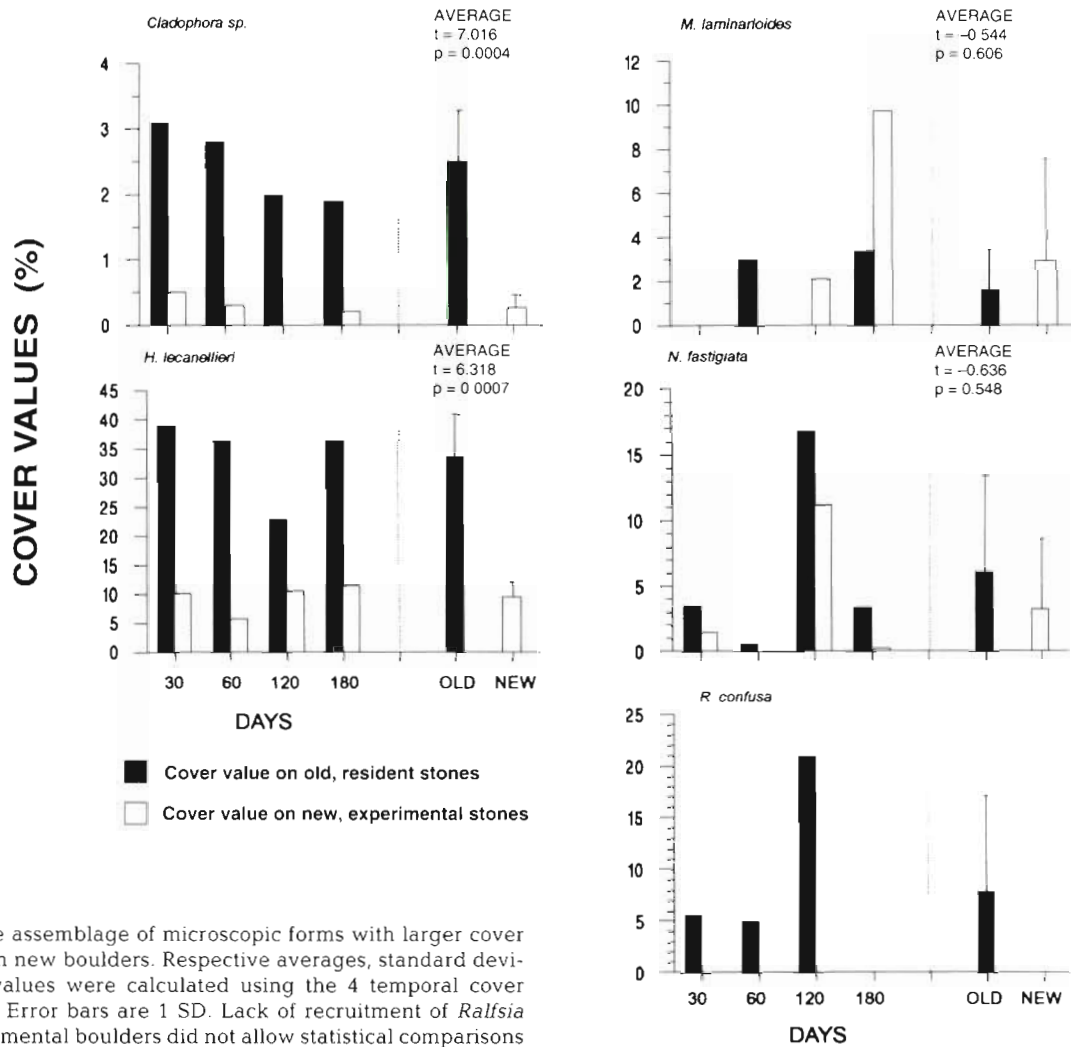 Cladophora sp.
AVERAGE
t = 7.016
p = 0.0004
4
3
2
1
0
H. lecanellieri
AVERAGE
t = 6.318
p = 0 0007
45
40
35
30
25
20
15
10
5
0
30 60 120 180 OLD NEW
DAYS
COVER VALUES (%)
Cover value on old, resident stones
Cover value on new, experimental stones
M. laminarioides
AVERAGE
t = –0 544
p = 0.606
12
10
8
6
4
2
0
N. fastigiata
AVERAGE
t = –0.636
p = 0.548
20
15
10
5
0
R confusa
25
20
15
10
5
0
30 60 120 180 OLD NEW
DAYS
e assemblage of microscopic forms with larger cover
n new boulders. Respective averages, standard devi-
values were calculated using the 4 temporal cover
Error bars are 1 SD. Lack of recruitment of Ralfsia
mental boulders did not allow statistical comparisons